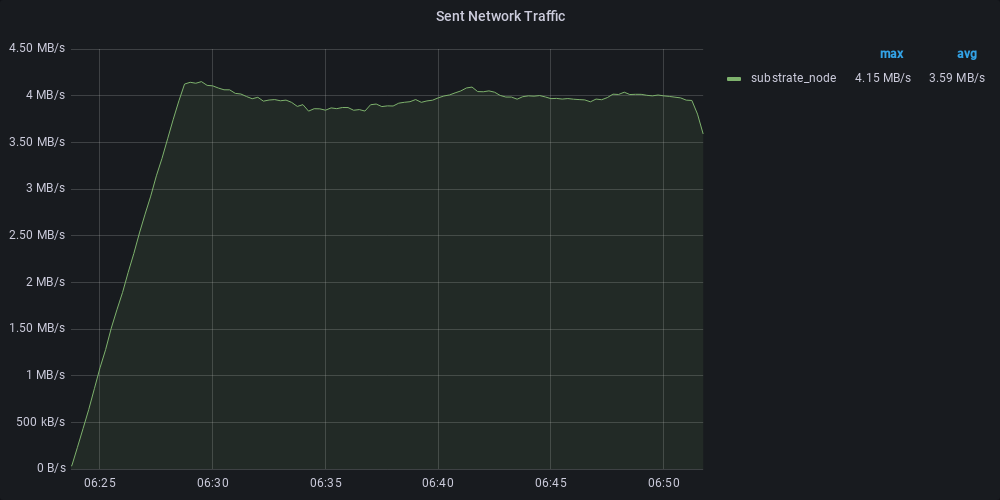 Sent Network Traffic
4.50 MB/s
4 MB/s
3.50 MB/s
3 MB/s
2.50 MB/s
2 MB/s
1.50 MB/s
1 MB/s
500 kB/s
0 B/s
06:25 06:30 06:35 06:40 06:45 06:50
max avg
substrate_node 4.15 MB/s 3.59 MB/s